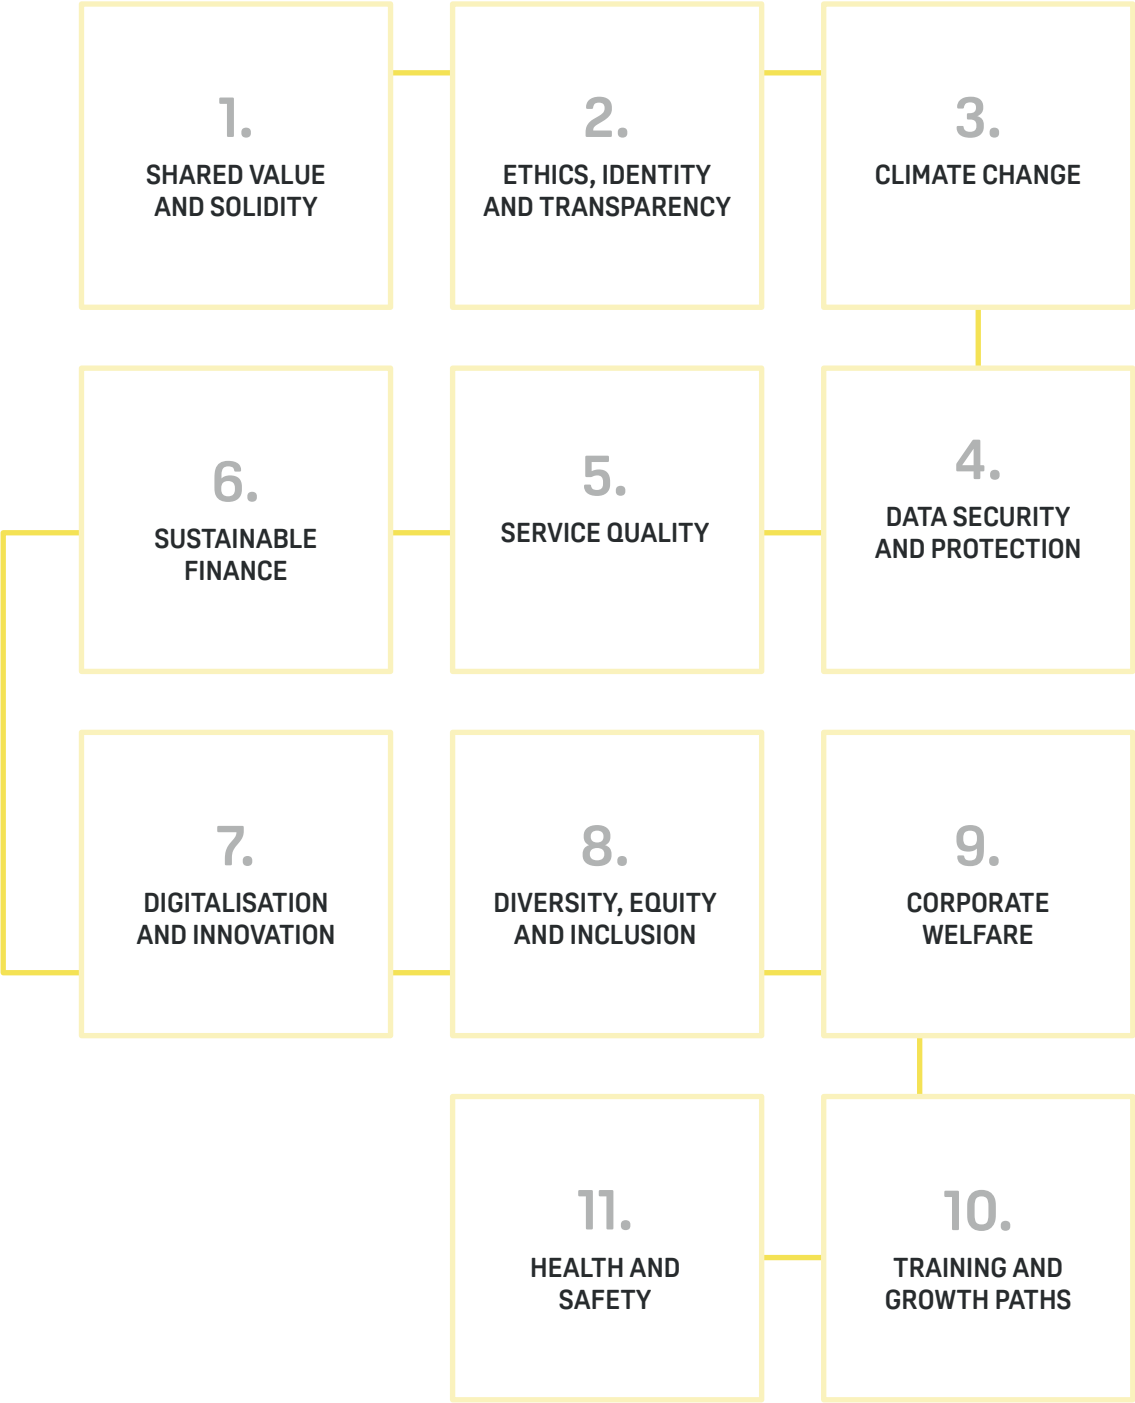 1.
SHARED VALUE
AND SOLIDITY
2.
ETHICS, IDENTITY
AND TRANSPARENCY
3.
CLIMATE CHANGE
4.
DATA SECURITY
AND PROTECTION
5.
SERVICE QUALITY
6.
SUSTAINABLE
FINANCE
7.
DIGITALISATION
AND INNOVATION
8.
DIVERSITY, EQUITY
AND INCLUSION
9.
CORPORATE
WELFARE
10.
TRAINING AND
GROWTH PATHS
11.
HEALTH AND
SAFETY